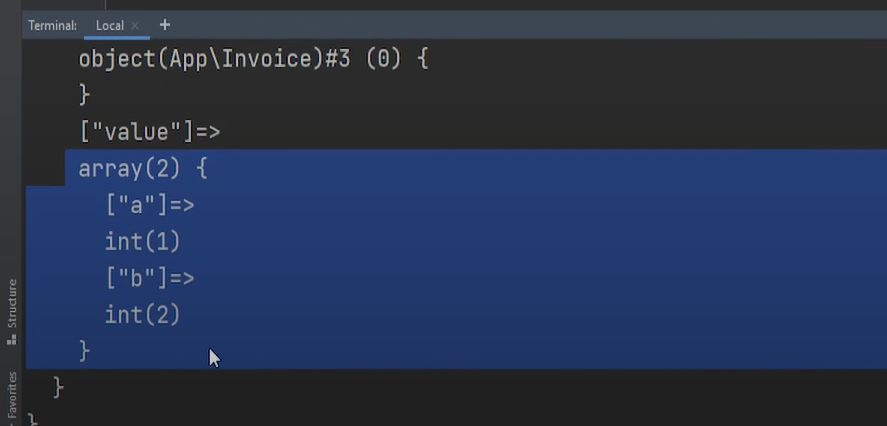 Terminal: Local × +
object(App\Invoice)#3 (0) {
}
["value"]=>
array(2) {
["a"]=>
int(1)
["b"]=>
int(2)
}
}
}
Structure
Favorites